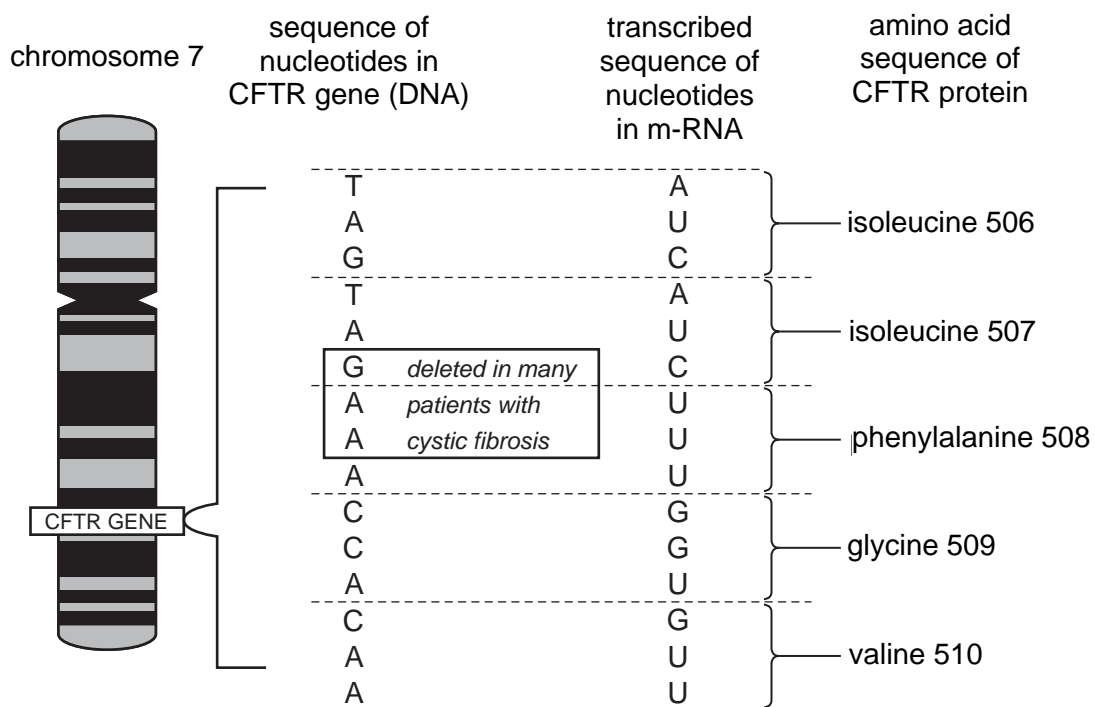 chromosome 7
sequence of
nucleotides in
CFTR gene (DNA)
transcribed
sequence of
nucleotides
in m-RNA
amino acid
sequence of
CFTR protein
T A
A U isoleucine 506
G C
T A
A U isoleucine 507
G deleted in many C
A patients with U
A cystic fibrosis U phenylalanine 508
A U
C G
CFTR GENE
C G glycine 509
A U
C G
A U valine 510
A U